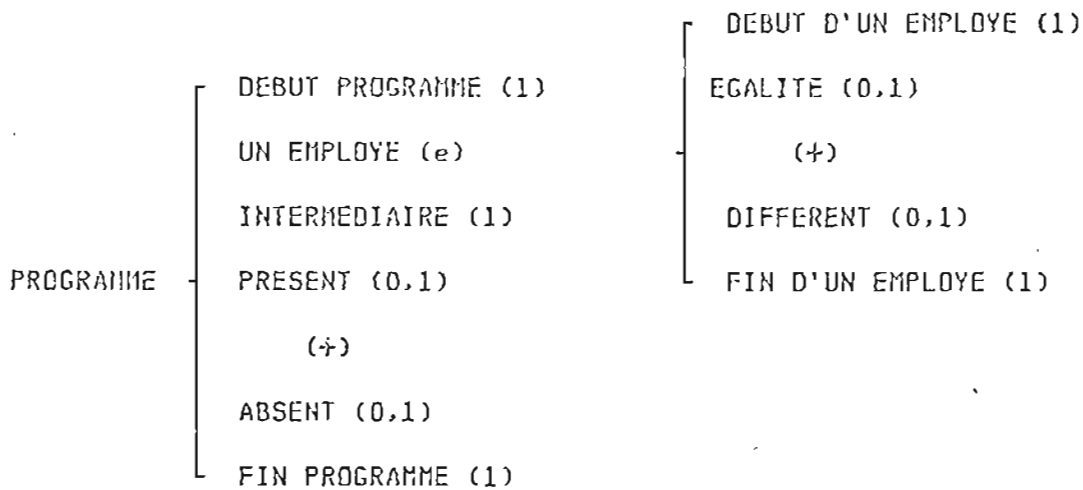 DEBUT PROGRAMME (1)
UN EMPLOYE (e)
INTERMEDIAIRE (1)
PROGRAMME
PRESENT (0,1)
(+)
ABSENT (0,1)
FIN PROGRAMME (1)
DEBUT D'UN EMPLOYE (1)
EGALITE (0,1)
(+)
DIFFERENT (0,1)
FIN D'UN EMPLOYE (1)